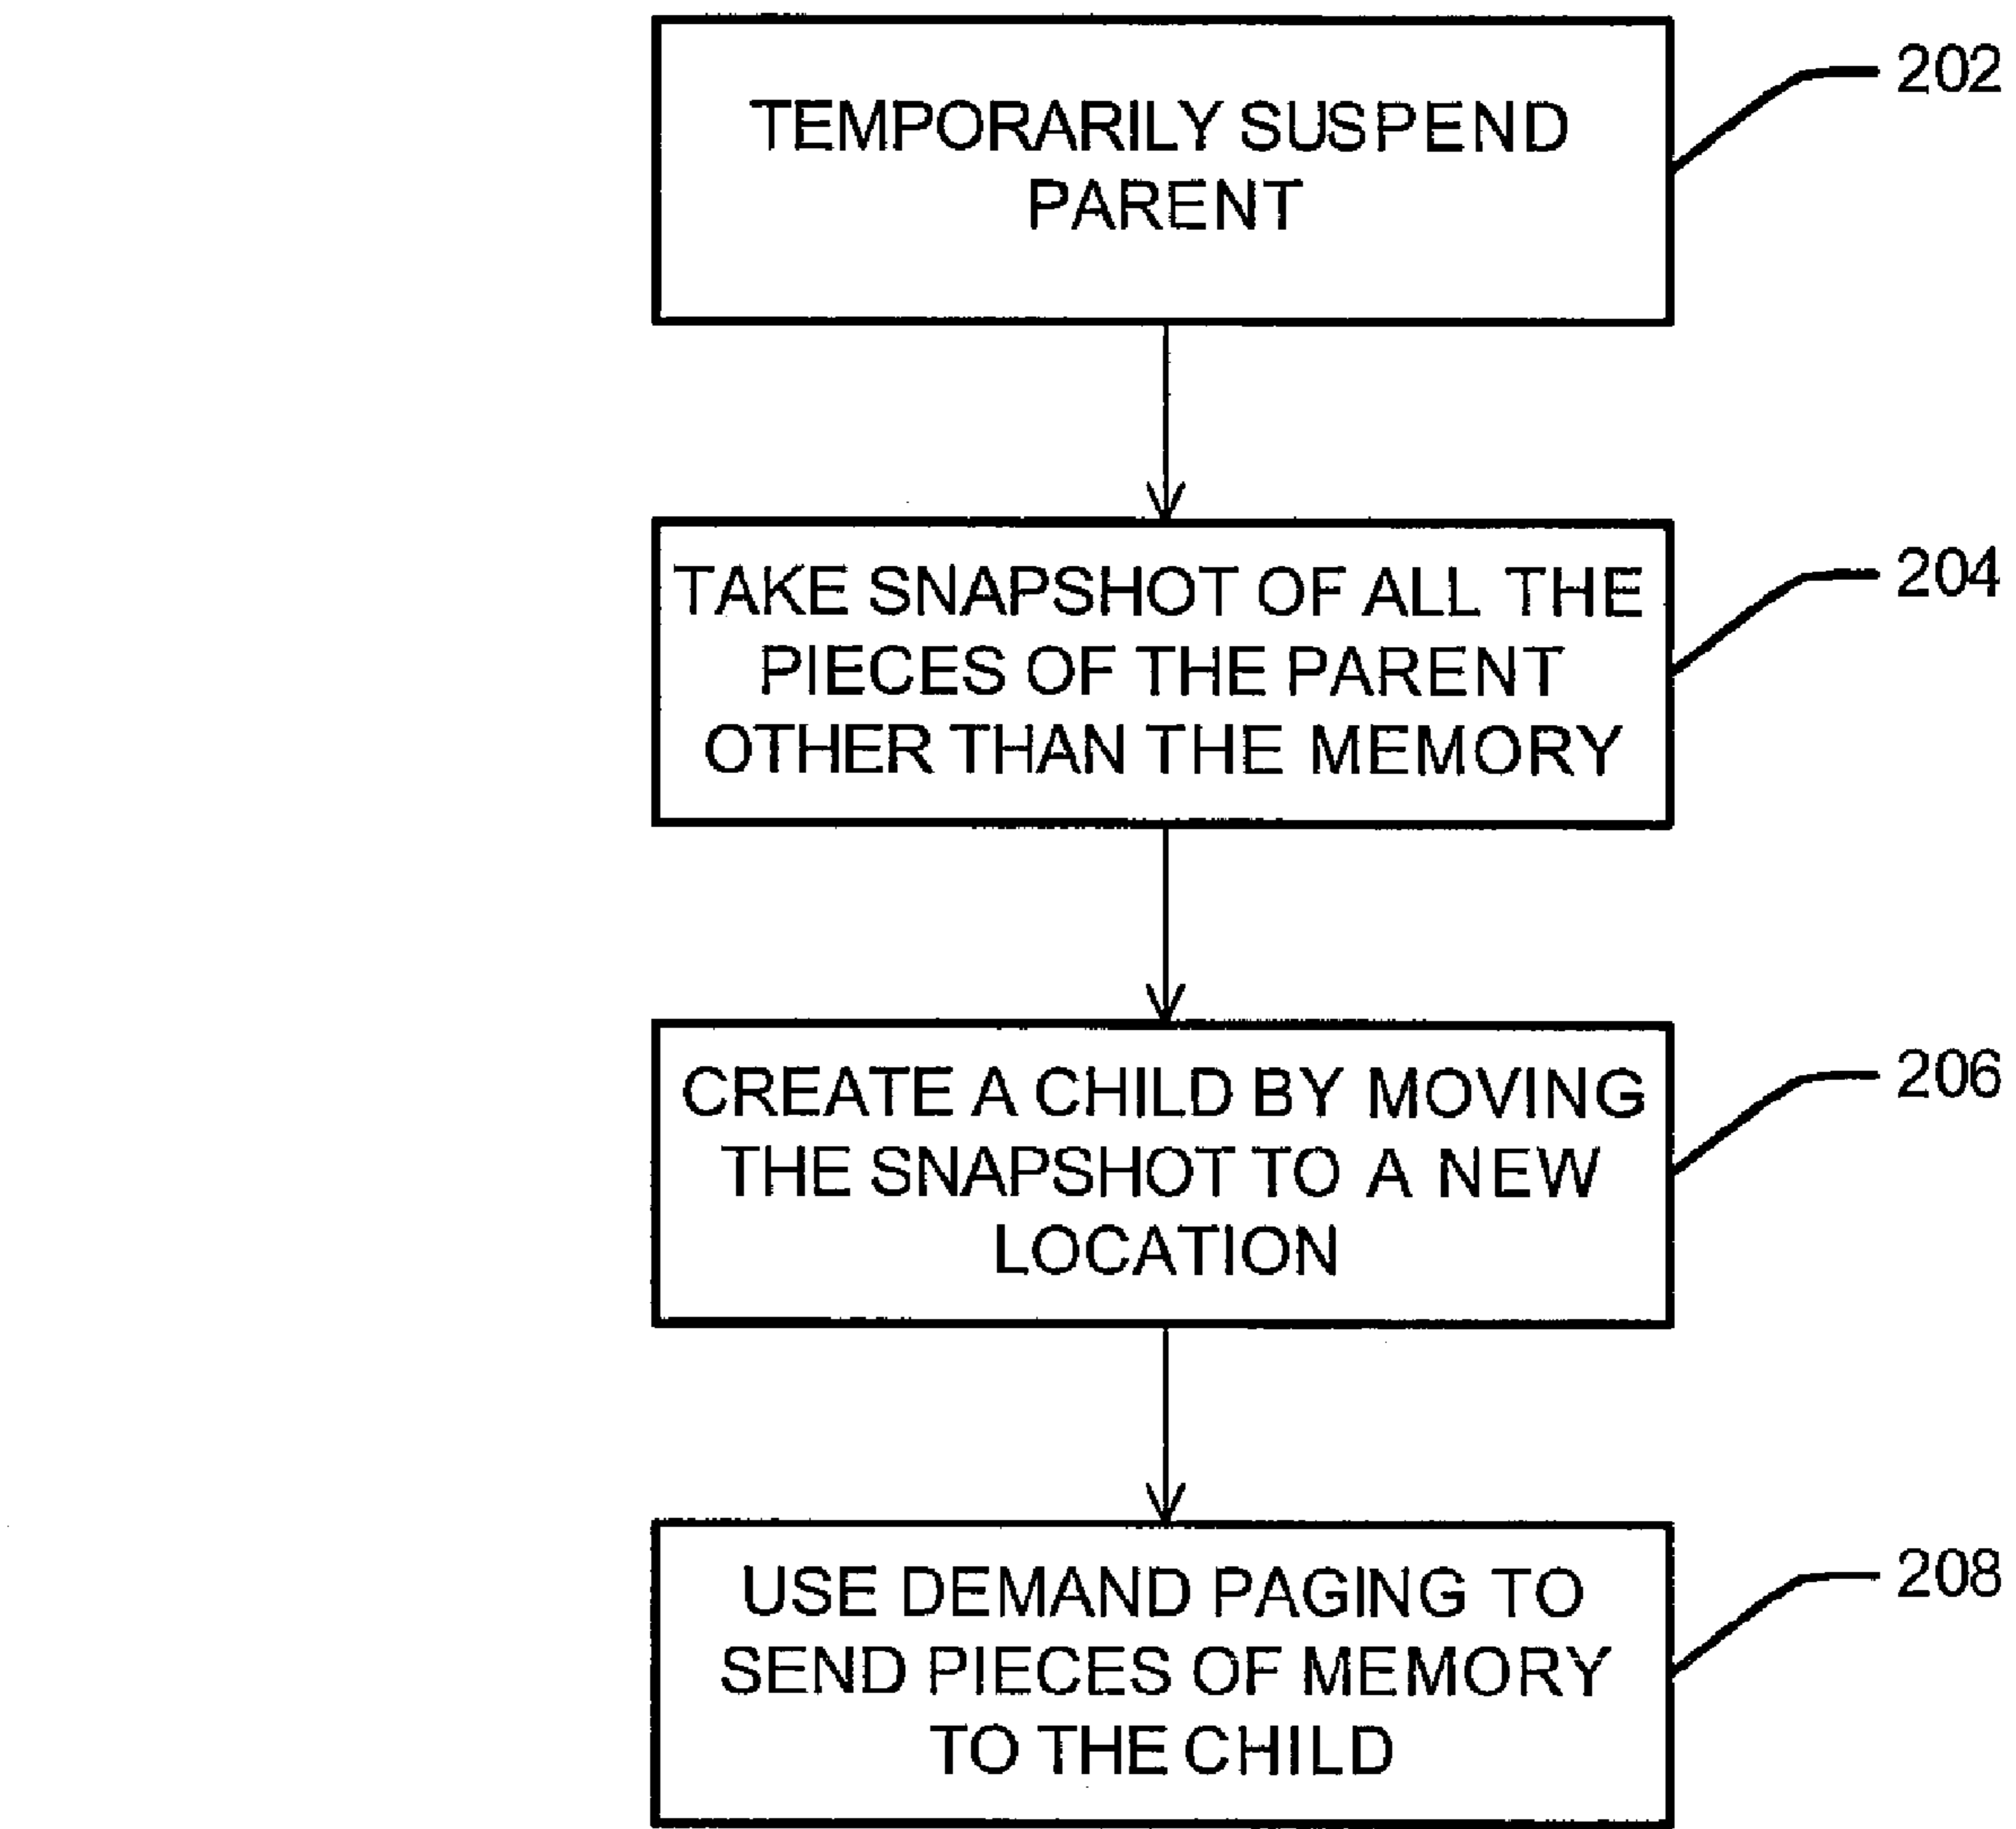 TEMPORARILY SUSPEND
PARENT
202
TAKE SNAPSHOT OF ALL THE
PIECES OF THE PARENT
OTHER THAN THE MEMORY
204
CREATE A CHILD BY MOVING
THE SNAPSHOT TO A NEW
LOCATION
206
USE DEMAND PAGING TO
SEND PIECES OF MEMORY
TO THE CHILD
208